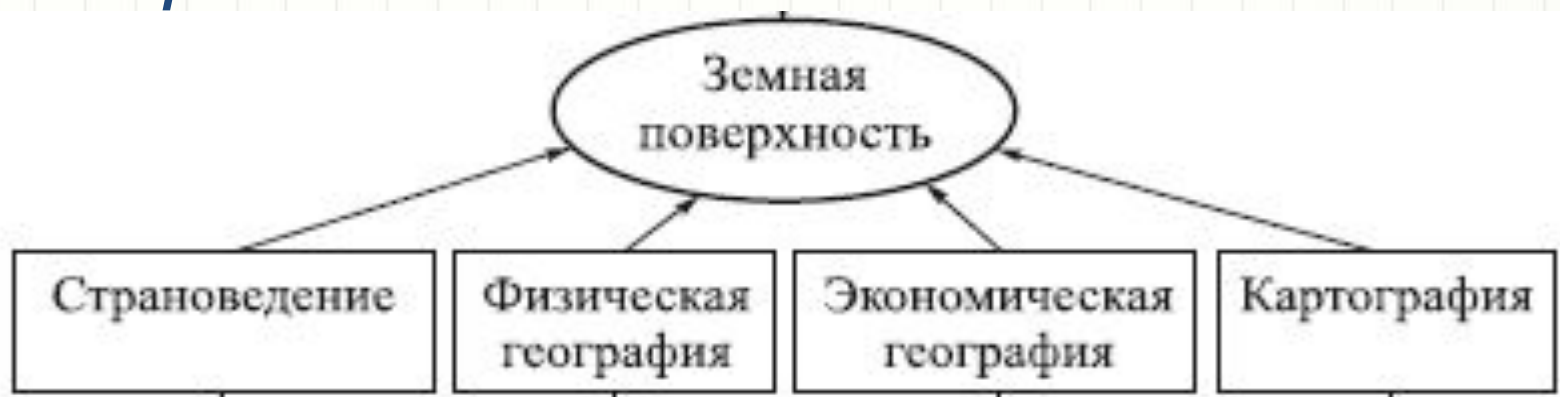 Земная
поверхность
Страноведение
Физическая
география
Экономическая
география
Картография